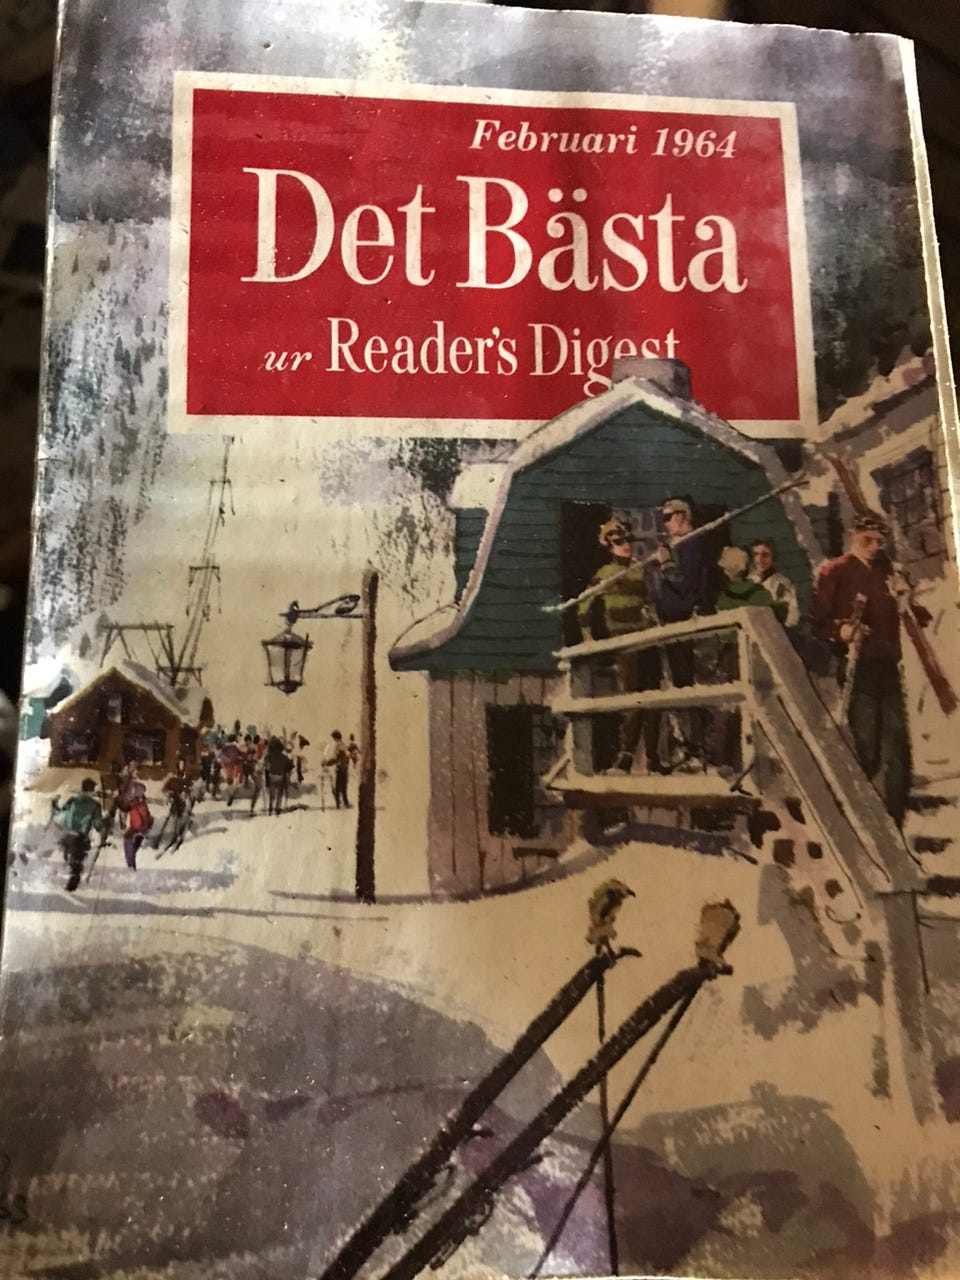 Februari 1964
Det Bästa
ur Reader's Digest